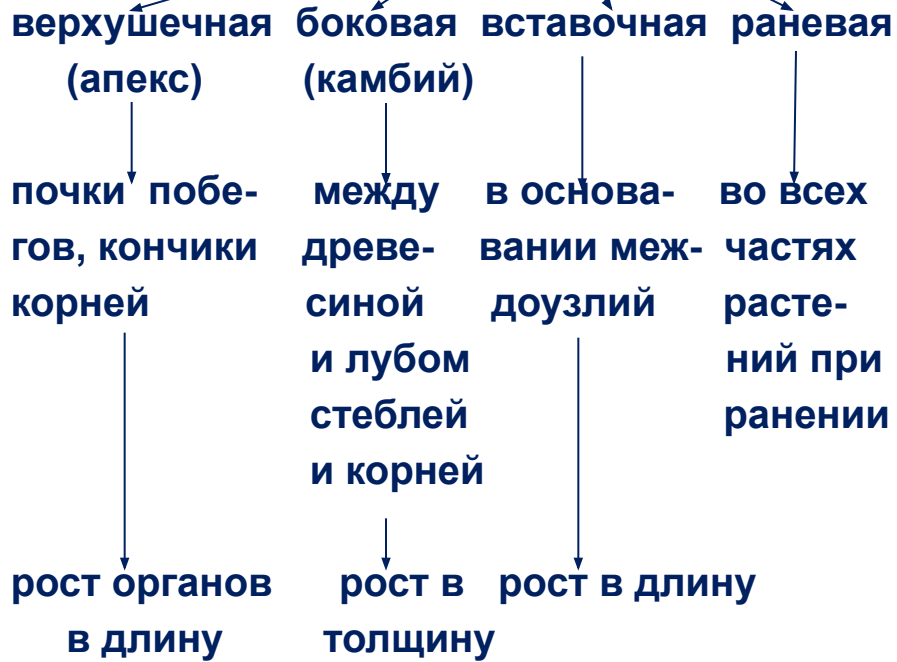 верхушечная боковая вставочная раневая
(апекс) (камбий)
почки побе- между в основа- во всех
гов, кончики древе- вании меж- частях
корней синой доузлий расте-
и лубом ний при
стеблей ранении
и корней
рост органов рост в рост в длину
в длину толщину